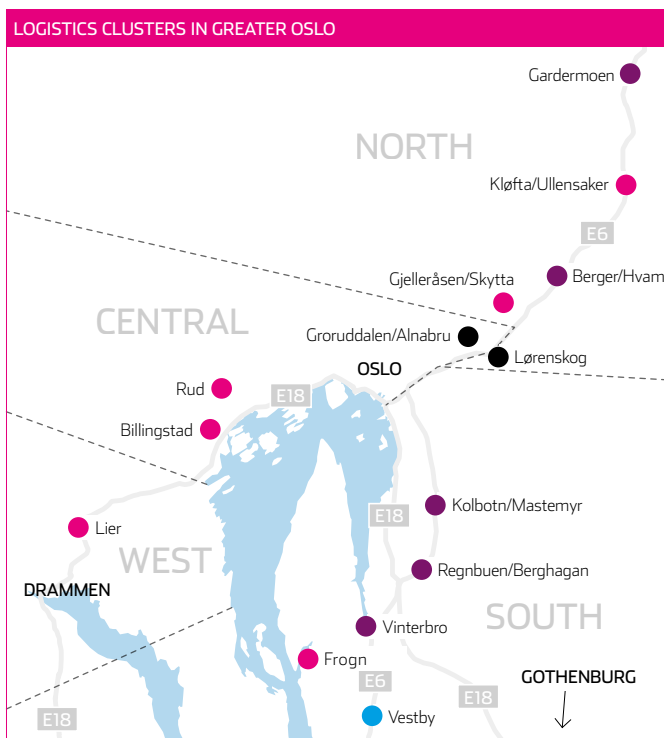 LOGISTICS CLUSTERS IN GREATER OSLO
Gardermoen
NORTH
Kløfta/Ullensaker
E6
Gjelleråsen/Skytta
Berger/Hvam
CENTRAL
Groruddalen/Alnabru
Lørenskog
OSLO
Rud
E18
Billingstad
Kolbotn/Mastemyr
E18
Lier
WEST
Regnbuen/Berghagan
DRAMMEN
SOUTH
Vinterbro
Frogn
GOTHENBURG
E6
E18
Vestby
E18